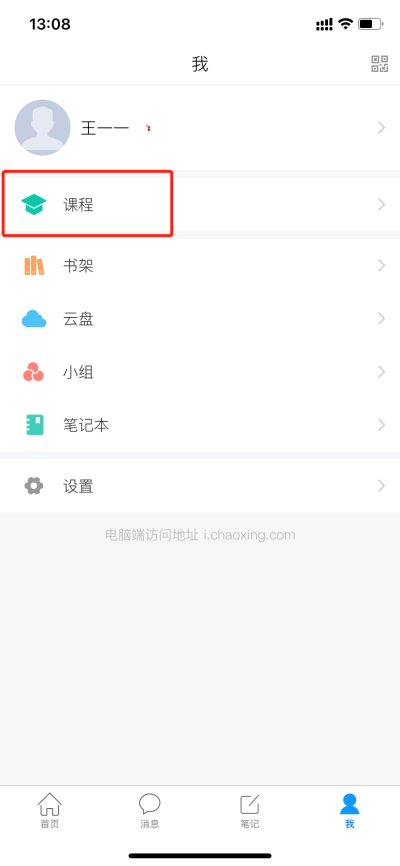 13:08
我
王一一
课程
书架
云盘
小组
笔记本
设置
电脑端访问地址 i.chaoxing.com
首页
消息
笔记
我